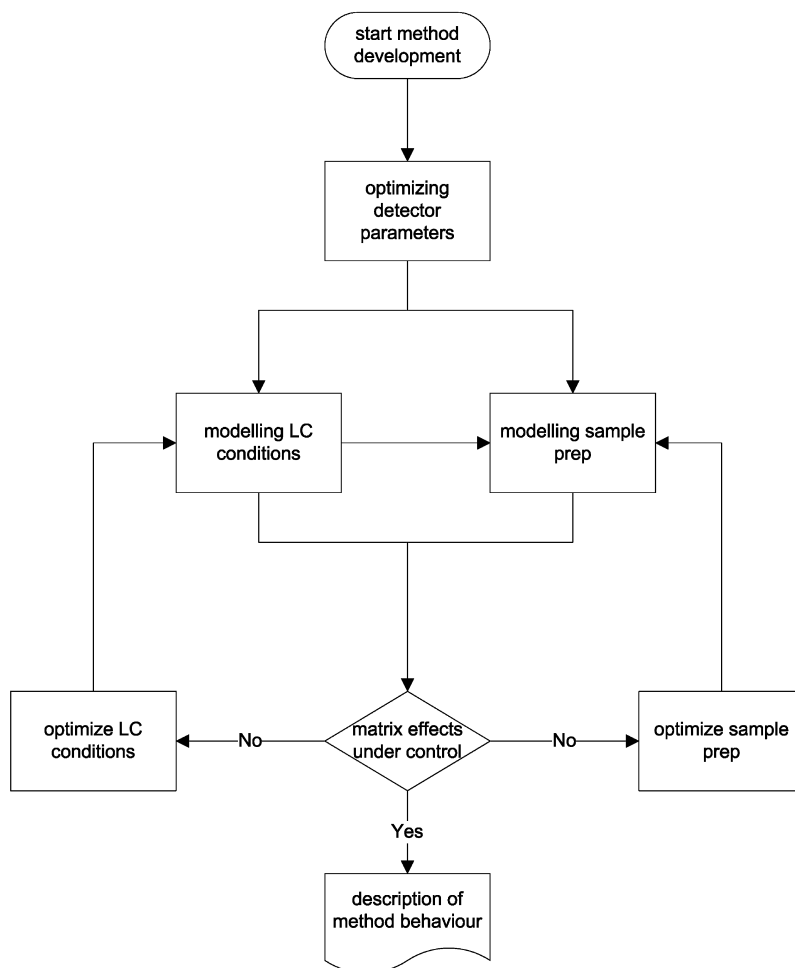 start method
development
optimizing
detector
parameters
modelling LC
conditions
modelling sample
prep
optimize LC
conditions
No
matrix effects
under control
No
optimize sample
prep
Yes
description of
method behaviour